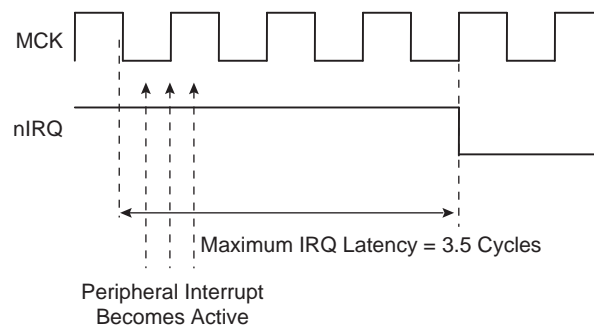 MCK
nIRQ
Maximum IRQ Latency = 3.5 Cycles
Peripheral Interrupt
Becomes Active